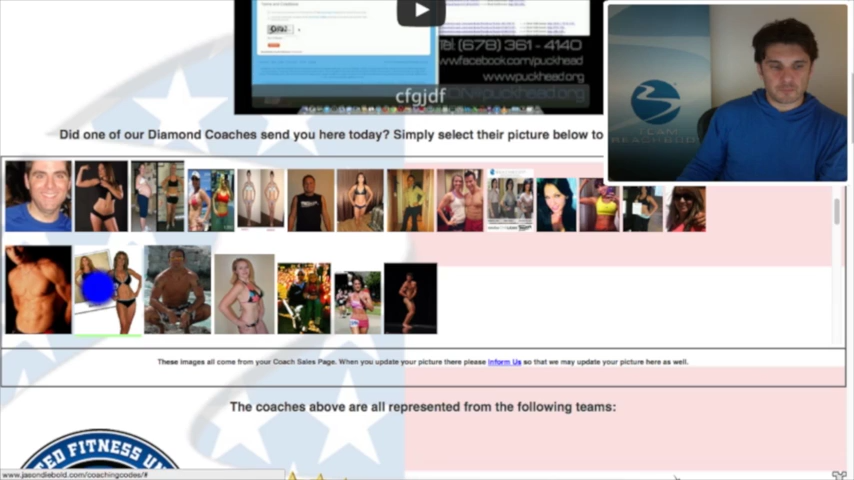 Tel: (678) 361 - 4140
www.facebook.com/puckhead
www.puckhead.org
cfgjdf
TEAM
BEACHBODY
Did one of our Diamond Coaches send you here today? Simply select their picture below to
These images all come from your Coach Sales Page. When you update your picture there please Inform Us so that we may update your picture here as well.
The coaches above are all represented from the following teams:
TED FITNESS UN
www.jasondiebold.com/coachingcodes/#